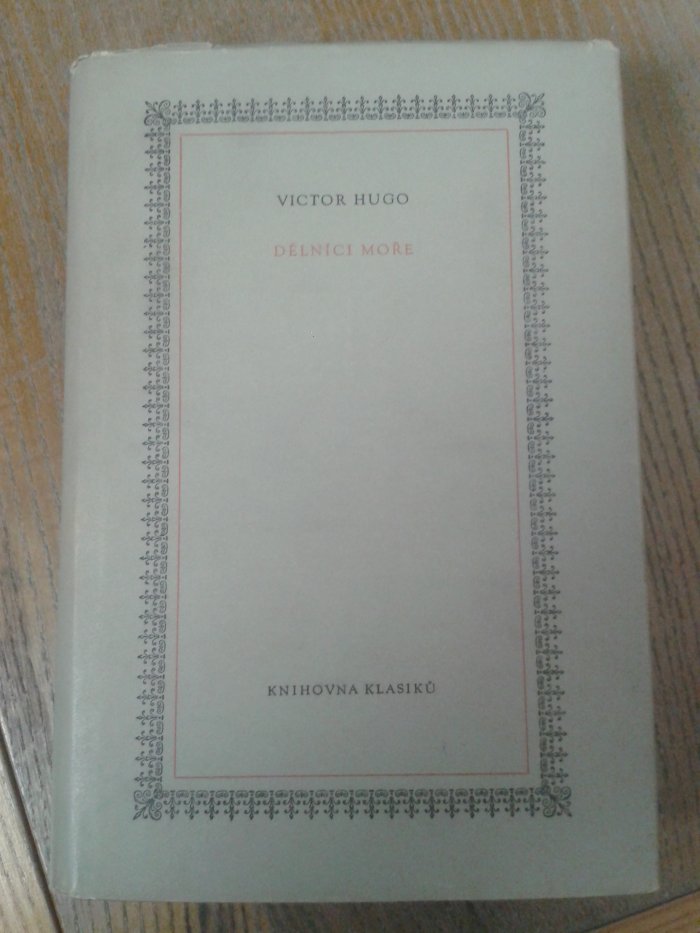 VICTOR HUGO
DĚLNÍCI MOŘE
KNIHOVNA KLASIKŮ